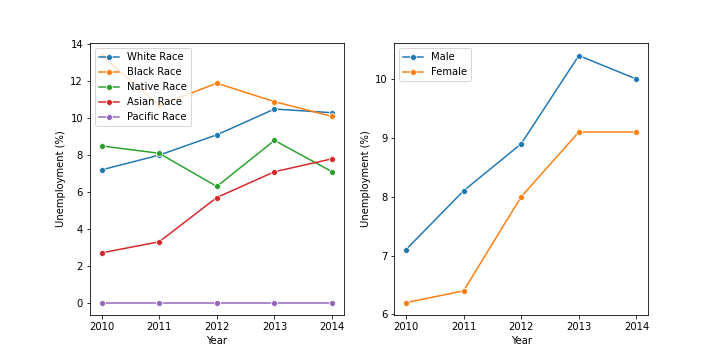 White Race
Black Race
Native Race
Asian Race
Pacific Race
Unemployment (%)
14
12
10
8
6
4
2
0
2010 2011 2012 2013 2014
Year
Male
Female
Unemployment (%)
10
9
8
7
6
2010 2011 2012 2013 2014
Year